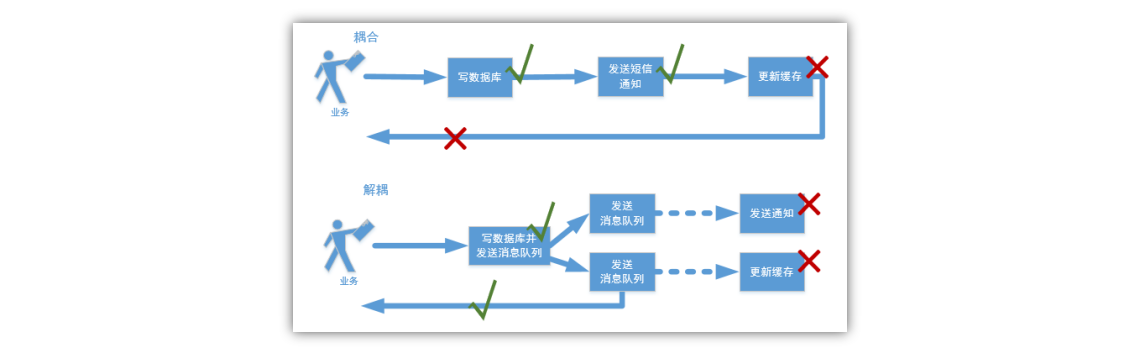 耦合
写数据库
发送短信
通知
更新缓存
业务
解耦
写数据库并
发送消息队列
发送
消息队列
发送通知
发送
消息队列
更新缓存
业务